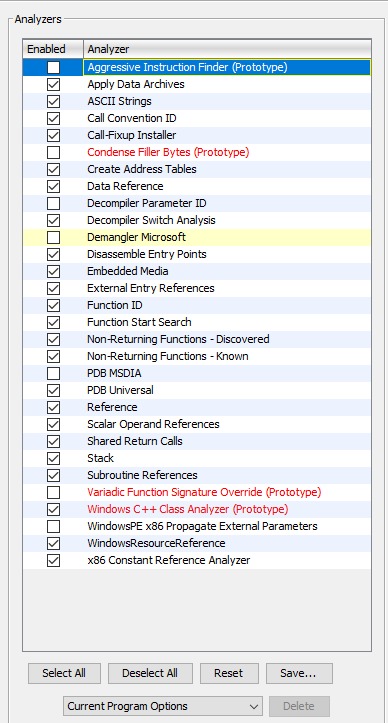 Analyzers
Enabled Analyzer
Aggressive Instruction Finder (Prototype)
Apply Data Archives
ASCII Strings
Call Convention ID
Call-Fixup Installer
Condense Filler Bytes (Prototype)
Create Address Tables
Data Reference
Decompiler Parameter ID
Decompiler Switch Analysis
Demangler Microsoft
Disassemble Entry Points
Embedded Media
External Entry References
Function ID
Function Start Search
Non-Returning Functions - Discovered
Non-Returning Functions - Known
PDB MSDIA
PDB Universal
Reference
Scalar Operand References
Shared Return Calls
Stack
Subroutine References
Variadic Function Signature Override (Prototype)
Windows C++ Class Analyzer (Prototype)
WindowsPE x86 Propagate External Parameters
WindowsResourceReference
x86 Constant Reference Analyzer
Select All Deselect All Reset Save...
Current Program Options Delete